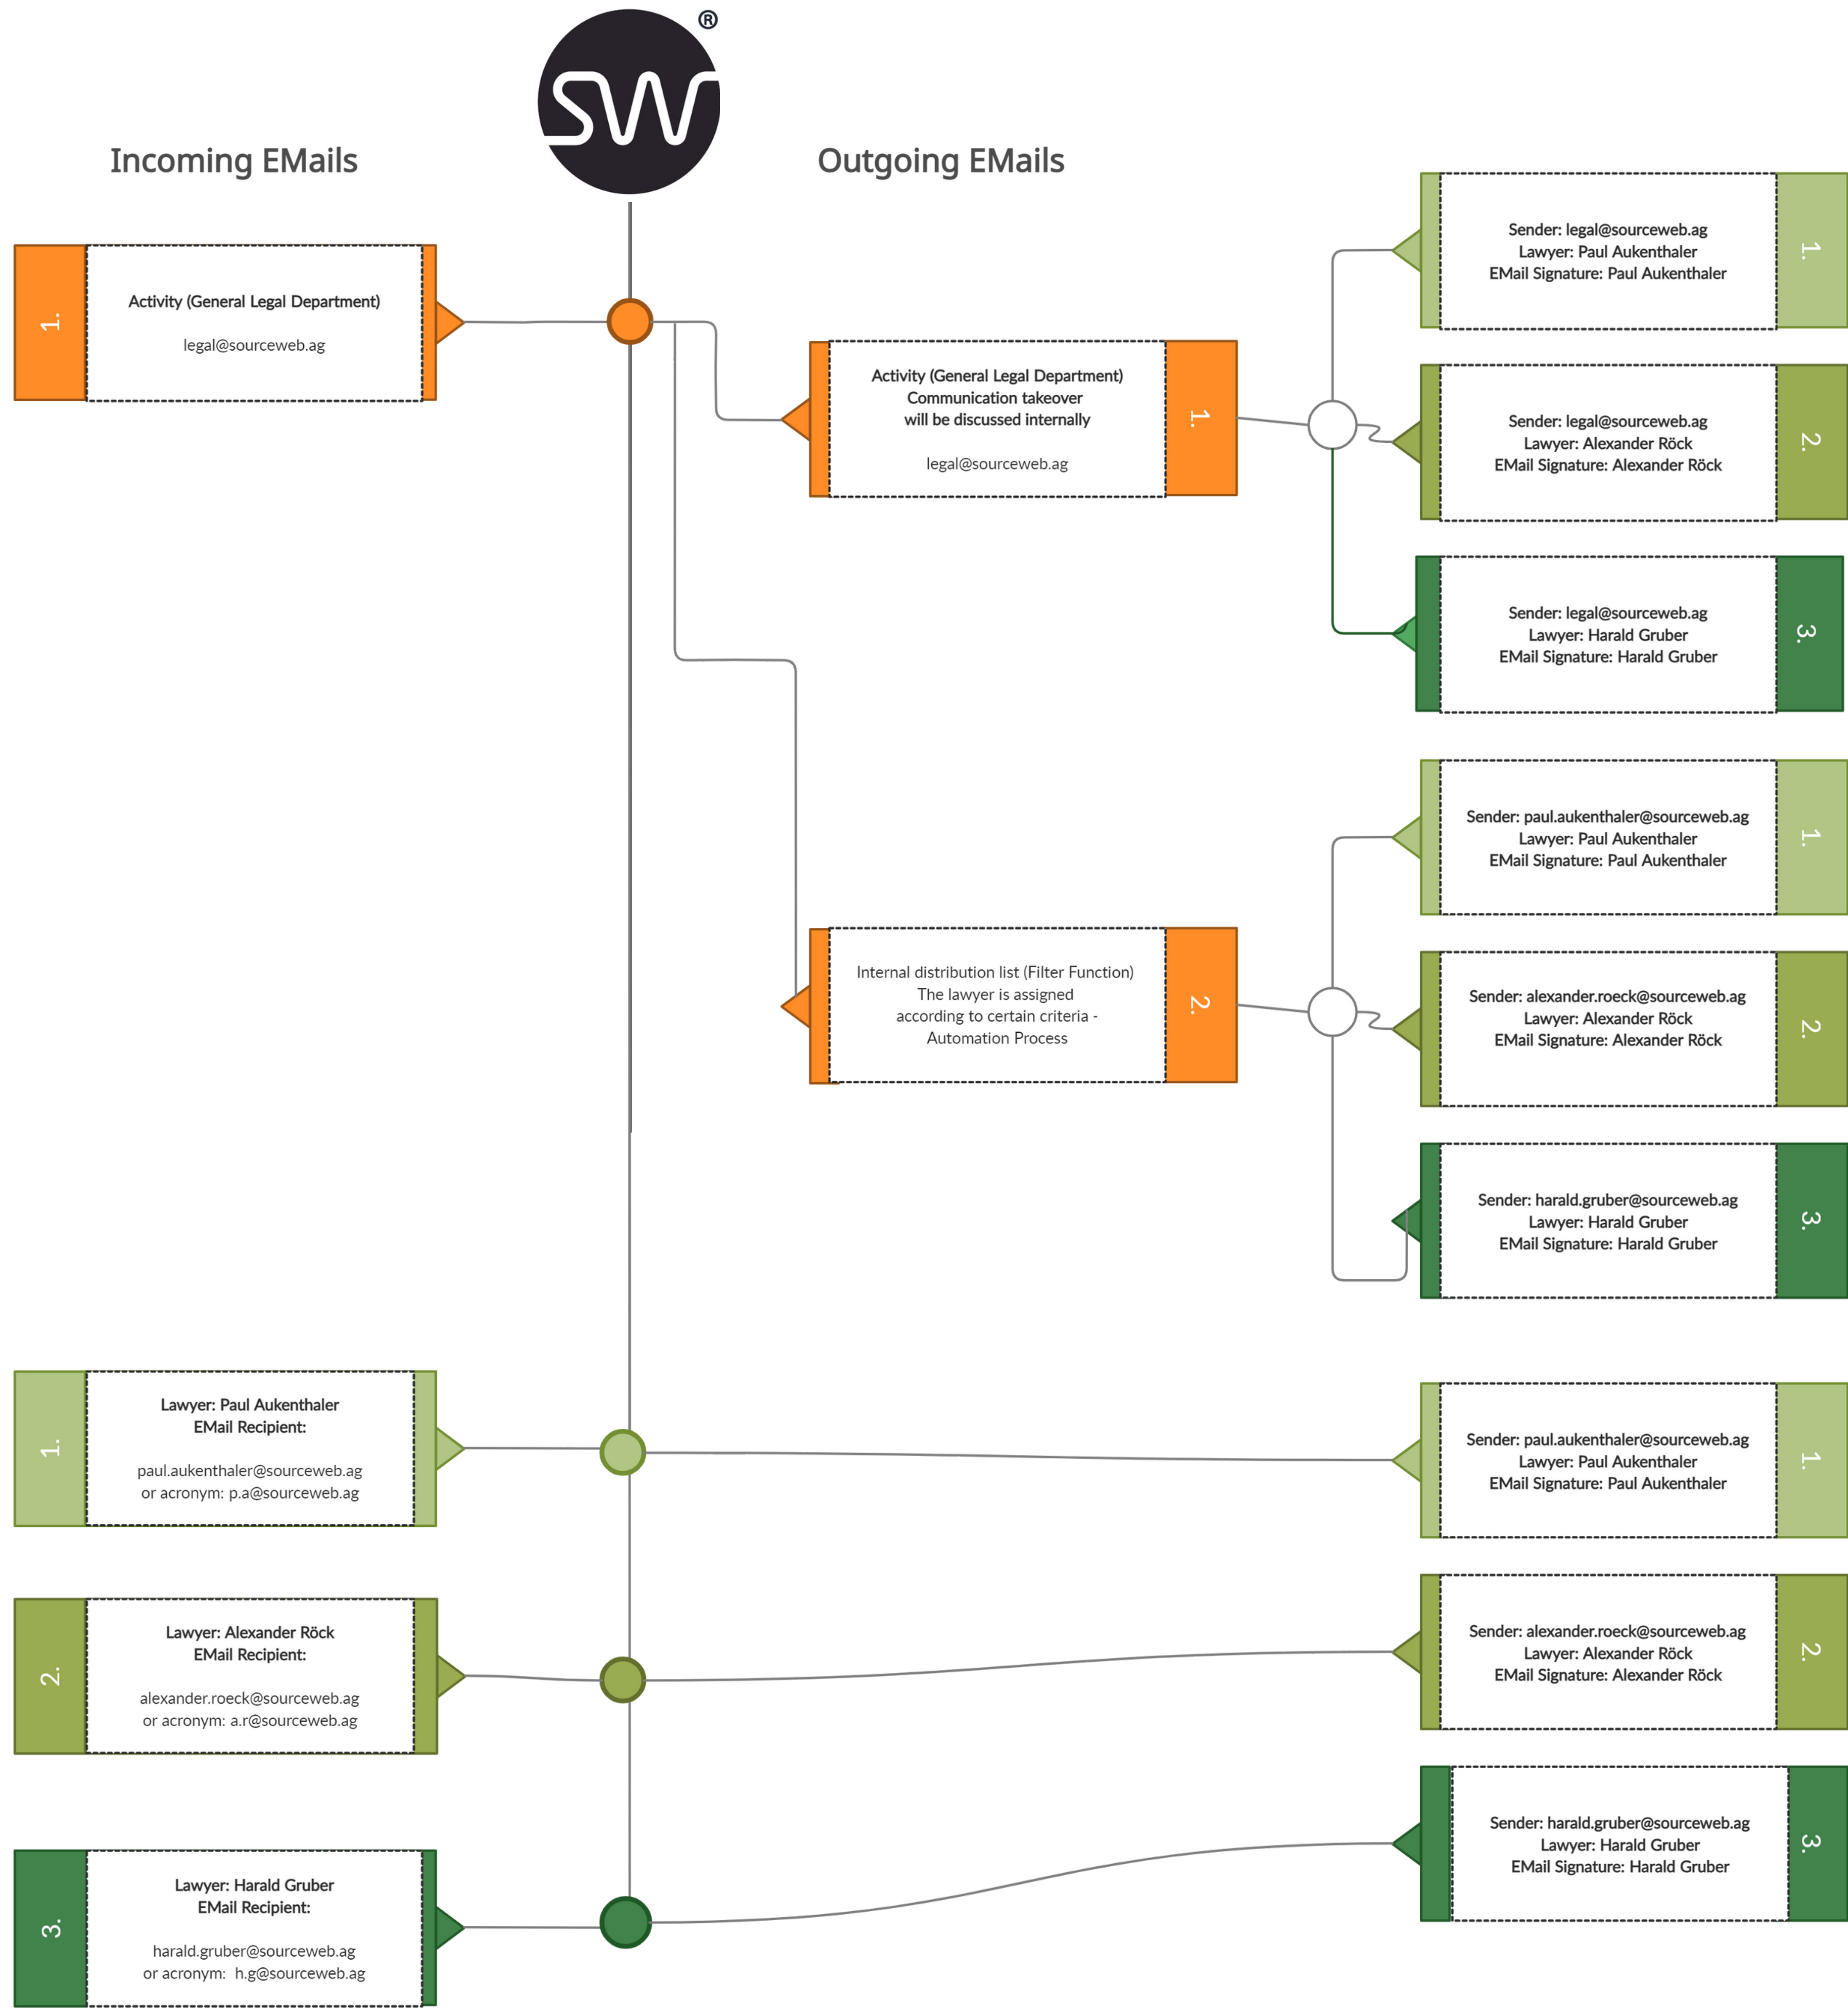 SW
®
Incoming EMails
Outgoing EMails
1.
Activity (General Legal Department)
legal@sourceweb.ag
Activity (General Legal Department)
Communication takeover
will be discussed internally
legal@sourceweb.ag
1.
Sender: legal@sourceweb.ag
Lawyer: Paul Aukenthaler
EMail Signature: Paul Aukenthaler
1.
Sender: legal@sourceweb.ag
Lawyer: Alexander Röck
EMail Signature: Alexander Röck
2.
Sender: legal@sourceweb.ag
Lawyer: Harald Gruber
EMail Signature: Harald Gruber
3.
Internal distribution list (Filter Function)
The lawyer is assigned
according to certain criteria -
Automation Process
2.
Sender: paul.aukenthaler@sourceweb.ag
Lawyer: Paul Aukenthaler
EMail Signature: Paul Aukenthaler
1.
Sender: alexander.roeck@sourceweb.ag
Lawyer: Alexander Röck
EMail Signature: Alexander Röck
2.
Sender: harald.gruber@sourceweb.ag
Lawyer: Harald Gruber
EMail Signature: Harald Gruber
3.
1.
Lawyer: Paul Aukenthaler
EMail Recipient:
paul.aukenthaler@sourceweb.ag
or acronym: p.a@sourceweb.ag
Sender: paul.aukenthaler@sourceweb.ag
Lawyer: Paul Aukenthaler
EMail Signature: Paul Aukenthaler
1.
2.
Lawyer: Alexander Röck
EMail Recipient:
alexander.roeck@sourceweb.ag
or acronym: a.r@sourceweb.ag
Sender: alexander.roeck@sourceweb.ag
Lawyer: Alexander Röck
EMail Signature: Alexander Röck
2.
3.
Lawyer: Harald Gruber
EMail Recipient:
harald.gruber@sourceweb.ag
or acronym:  h.g@sourceweb.ag
Sender: harald.gruber@sourceweb.ag
Lawyer: Harald Gruber
EMail Signature: Harald Gruber
3.